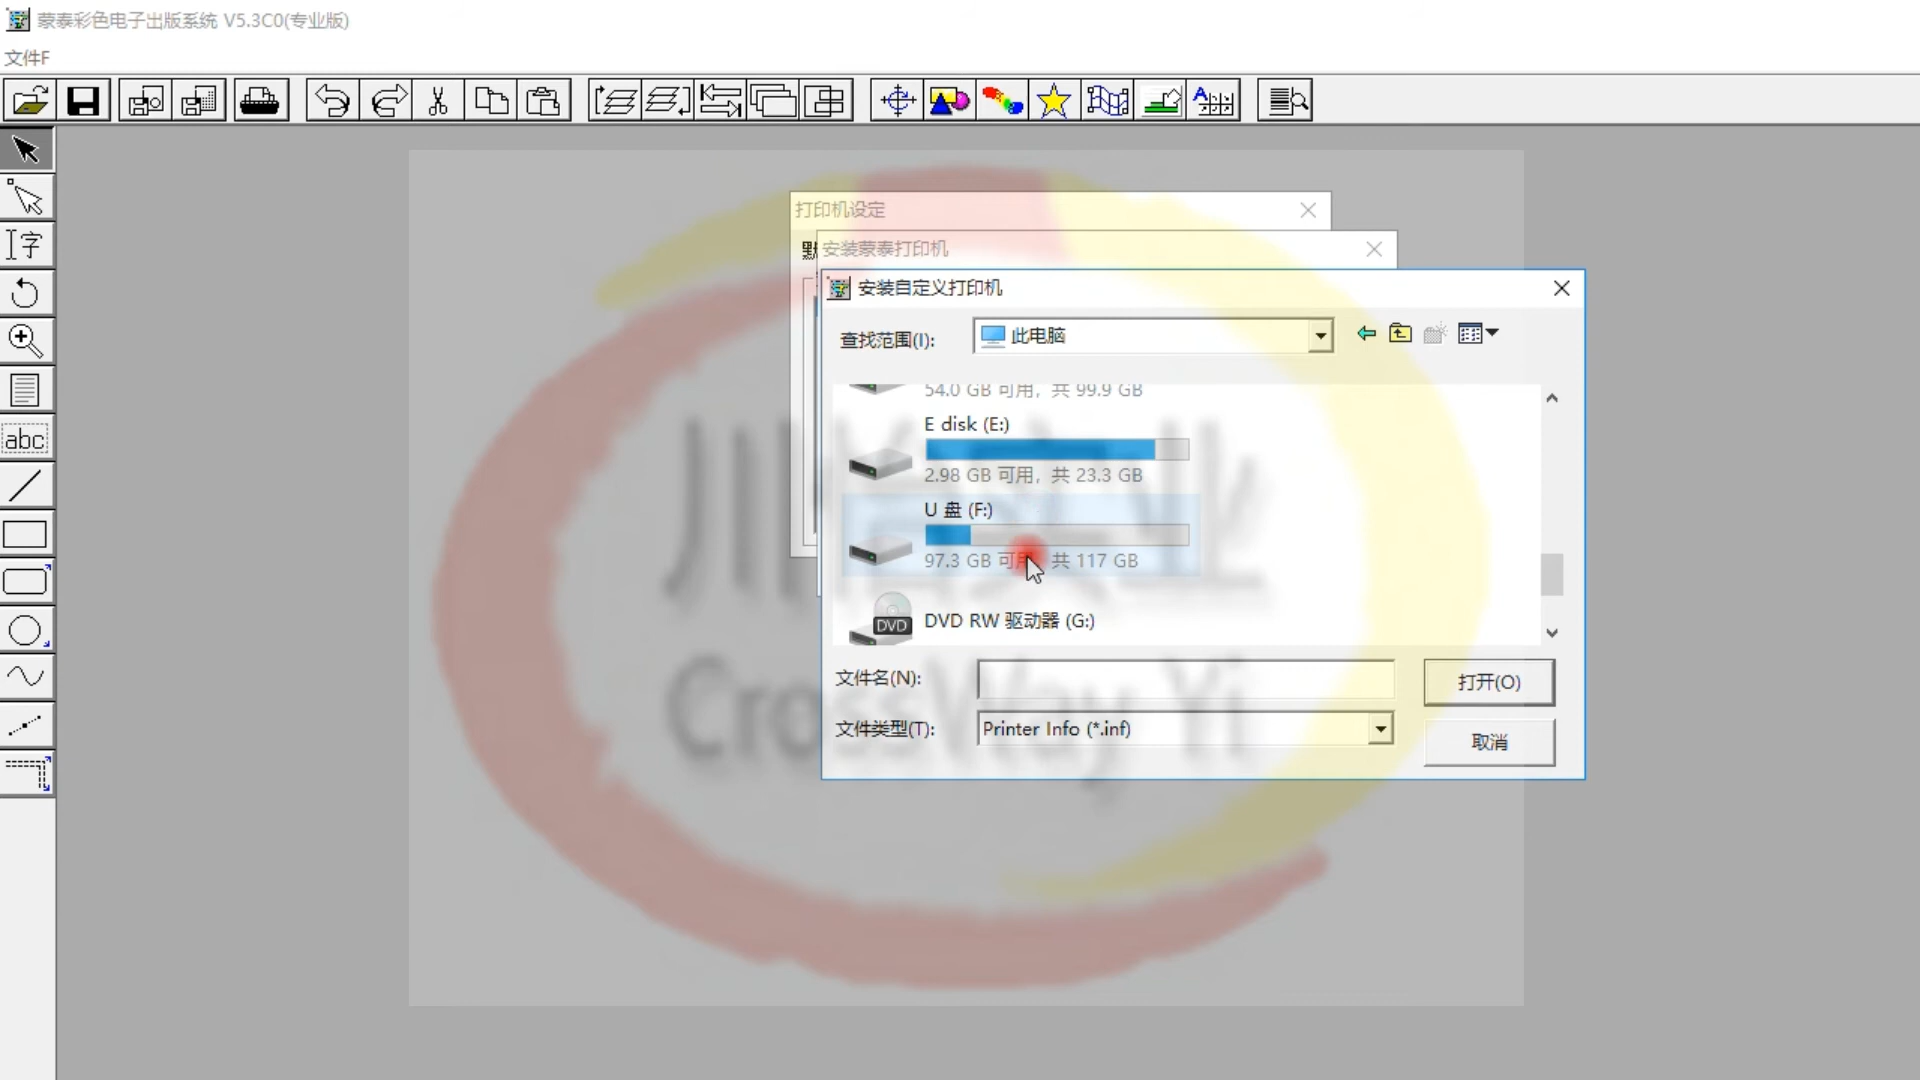 蒙泰彩色电子出版系统 V5.3C0(专业版)
文件F
打印机设定
默
安装蒙泰打印机
安装自定义打印机
查找范围(I):
此电脑
54.0 GB 可用，共 99.9 GB
E disk (E:)
2.98 GB 可用，共 23.3 GB
U 盘 (F:)
97.3 GB 可用，共 117 GB
DVD
DVD RW 驱动器 (G:)
文件名(N):
打开(O)
文件类型(T):
Printer Info (*.inf)
取消
字
abc
CrossWay Yi